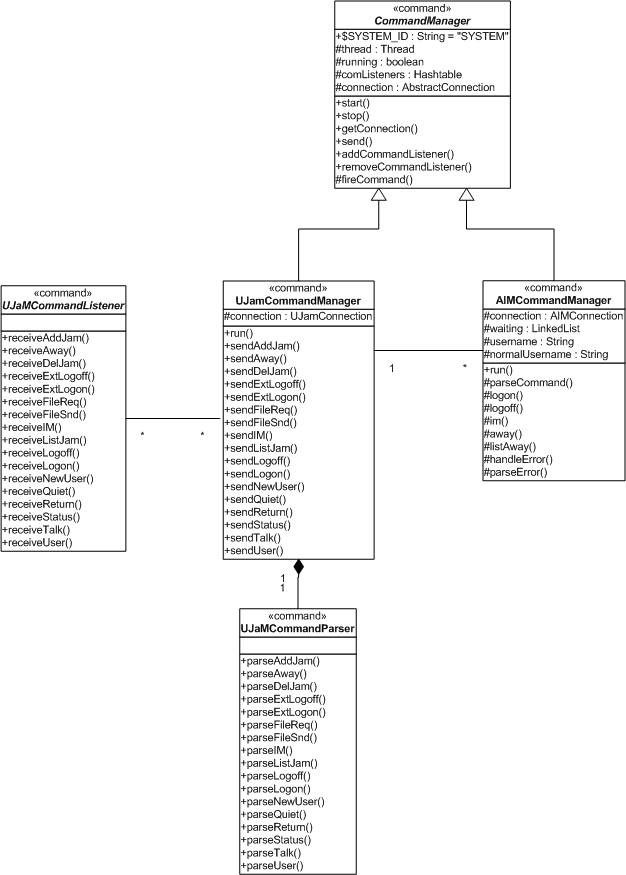 «command»
CommandManager
+$SYSTEM_ID : String = "SYSTEM"
#thread : Thread
#running : boolean
#comListeners : Hashtable
#connection : AbstractConnection
+start()
+stop()
+getConnection()
+send()
+addCommandListener()
+removeCommandListener()
#fireCommand()
«command»
UJaMCommandListener
+receiveAddJam()
+receiveAway()
+receiveDelJam()
+receiveExtLogoff()
+receiveExtLogon()
+receiveFileReq()
+receiveFileSnd()
+receiveIM()
+receiveListJam()
+receiveLogoff()
+receiveLogon()
+receiveNewUser()
+receiveQuiet()
+receiveReturn()
+receiveStatus()
+receiveTalk()
+receiveUser()
* *
«command»
UJamCommandManager
#connection : UJamConnection
+run()
+sendAddJam()
+sendAway()
+sendDelJam()
+sendExtLogoff()
+sendExtLogon()
+sendFileReq()
+sendFileSnd()
+sendIM()
+sendListJam()
+sendLogoff()
+sendLogon()
+sendNewUser()
+sendQuiet()
+sendReturn()
+sendStatus()
+sendTalk()
+sendUser()
1 *
«command»
AIMCommandManager
#connection : AIMConnection
#waiting : LinkedList
#username : String
#normalUsername : String
+run()
#parseCommand()
#logon()
#logoff()
#im()
#away()
#listAway()
#handleError()
#parseError()
1
1
«command»
UJaMCommandParser
+parseAddJam()
+parseAway()
+parseDelJam()
+parseExtLogoff()
+parseExtLogon()
+parseFileReq()
+parseFileSnd()
+parseIM()
+parseListJam()
+parseLogoff()
+parseLogon()
+parseNewUser()
+parseQuiet()
+parseReturn()
+parseStatus()
+parseTalk()
+parseUser()